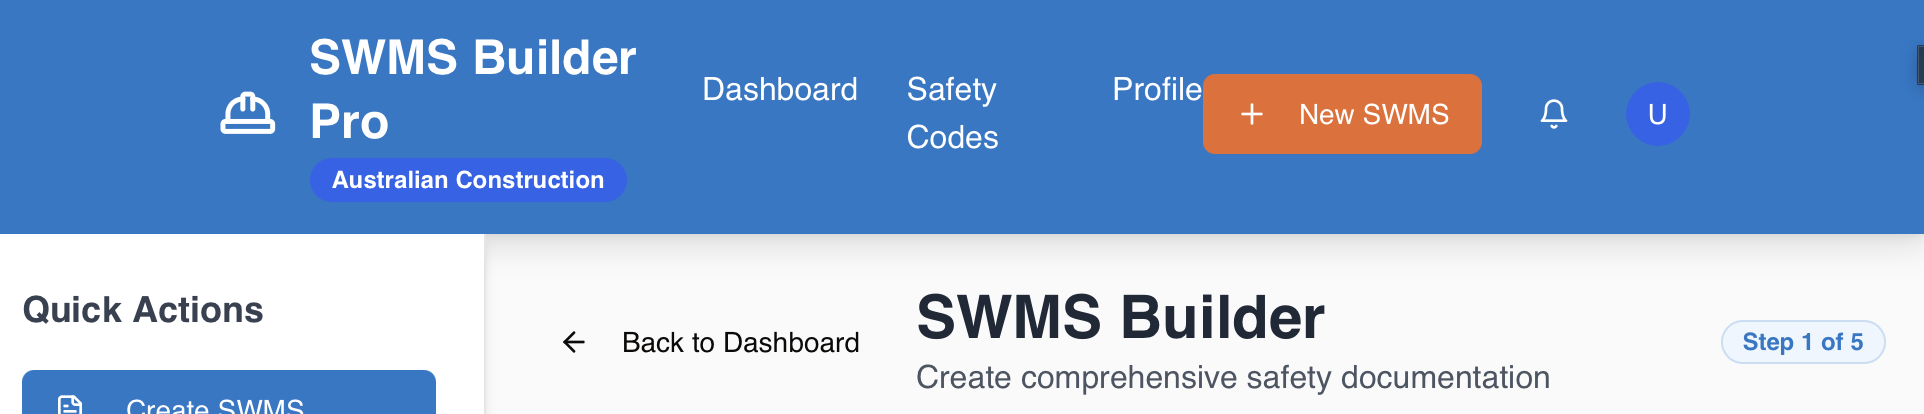 SWMS Builder
Pro
Australian Construction
Dashboard
Safety
Codes
Profile
New SWMS
U
Quick Actions
Create SWMS
Back to Dashboard
SWMS Builder
Create comprehensive safety documentation
Step 1 of 5